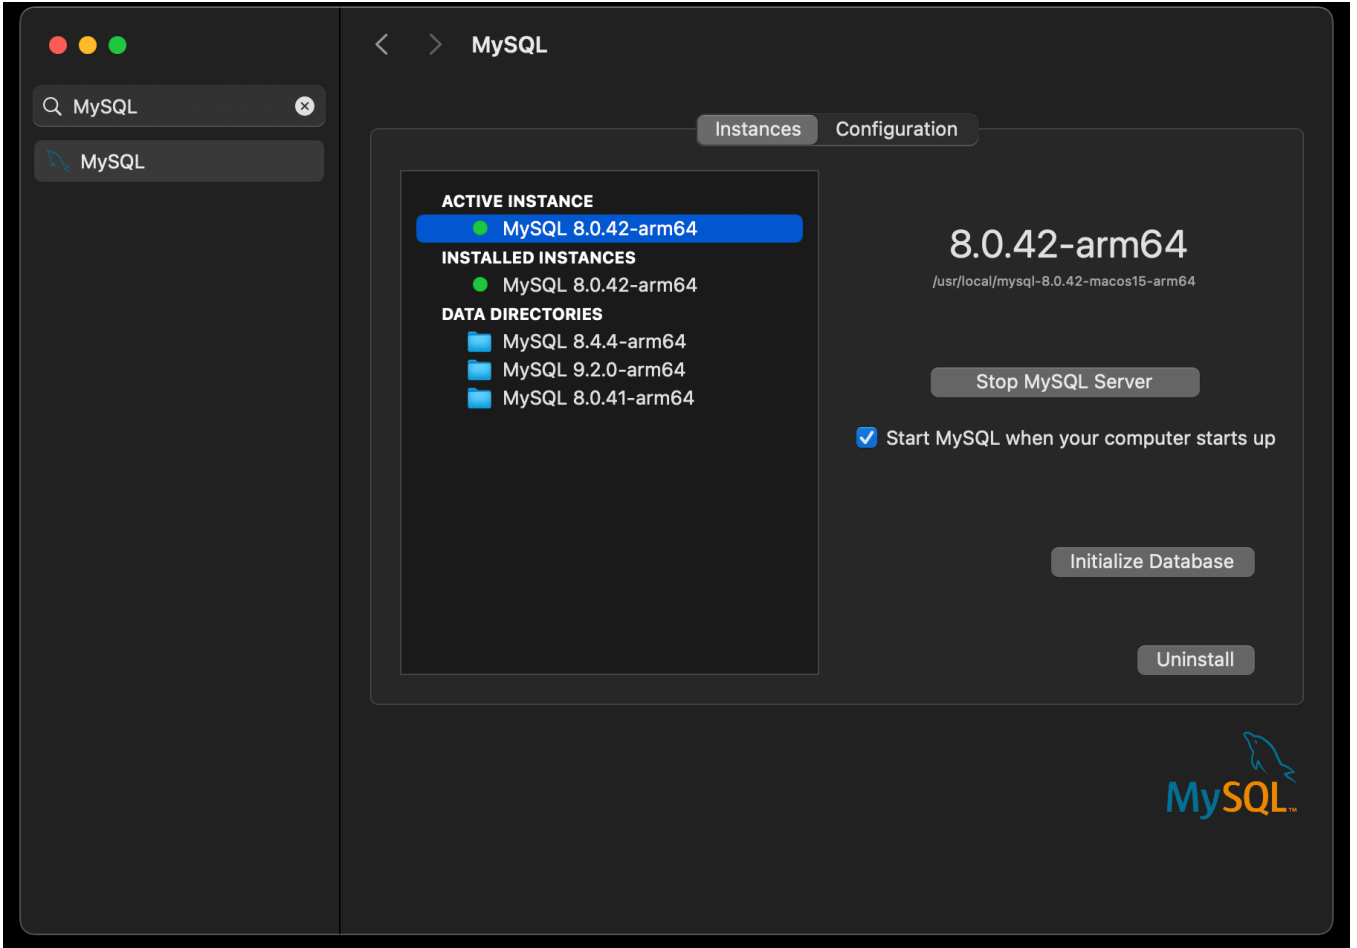 MySQL
MySQL
MySQL
Instances
Configuration
ACTIVE INSTANCE
MySQL 8.0.42-arm64
INSTALLED INSTANCES
MySQL 8.0.42-arm64
DATA DIRECTORIES
MySQL 8.4.4-arm64
MySQL 9.2.0-arm64
MySQL 8.0.41-arm64
8.0.42-arm64
/usr/local/mysql-8.0.42-macos15-arm64
Stop MySQL Server
Start MySQL when your computer starts up
Initialize Database
Uninstall
MySQL™